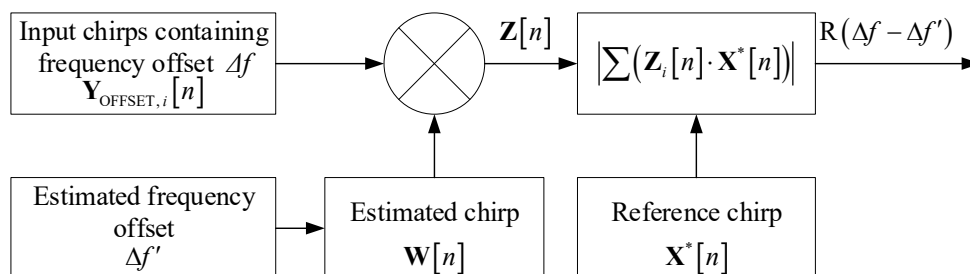 Input chirps containing
frequency offset Δf
Y_OFFSET,i[n]
Z[n]
|∑(Z_i[n]·X*[n])|
R(Δf−Δf′)
Estimated frequency
offset
Δf′
Estimated chirp
W[n]
Reference chirp
X*[n]